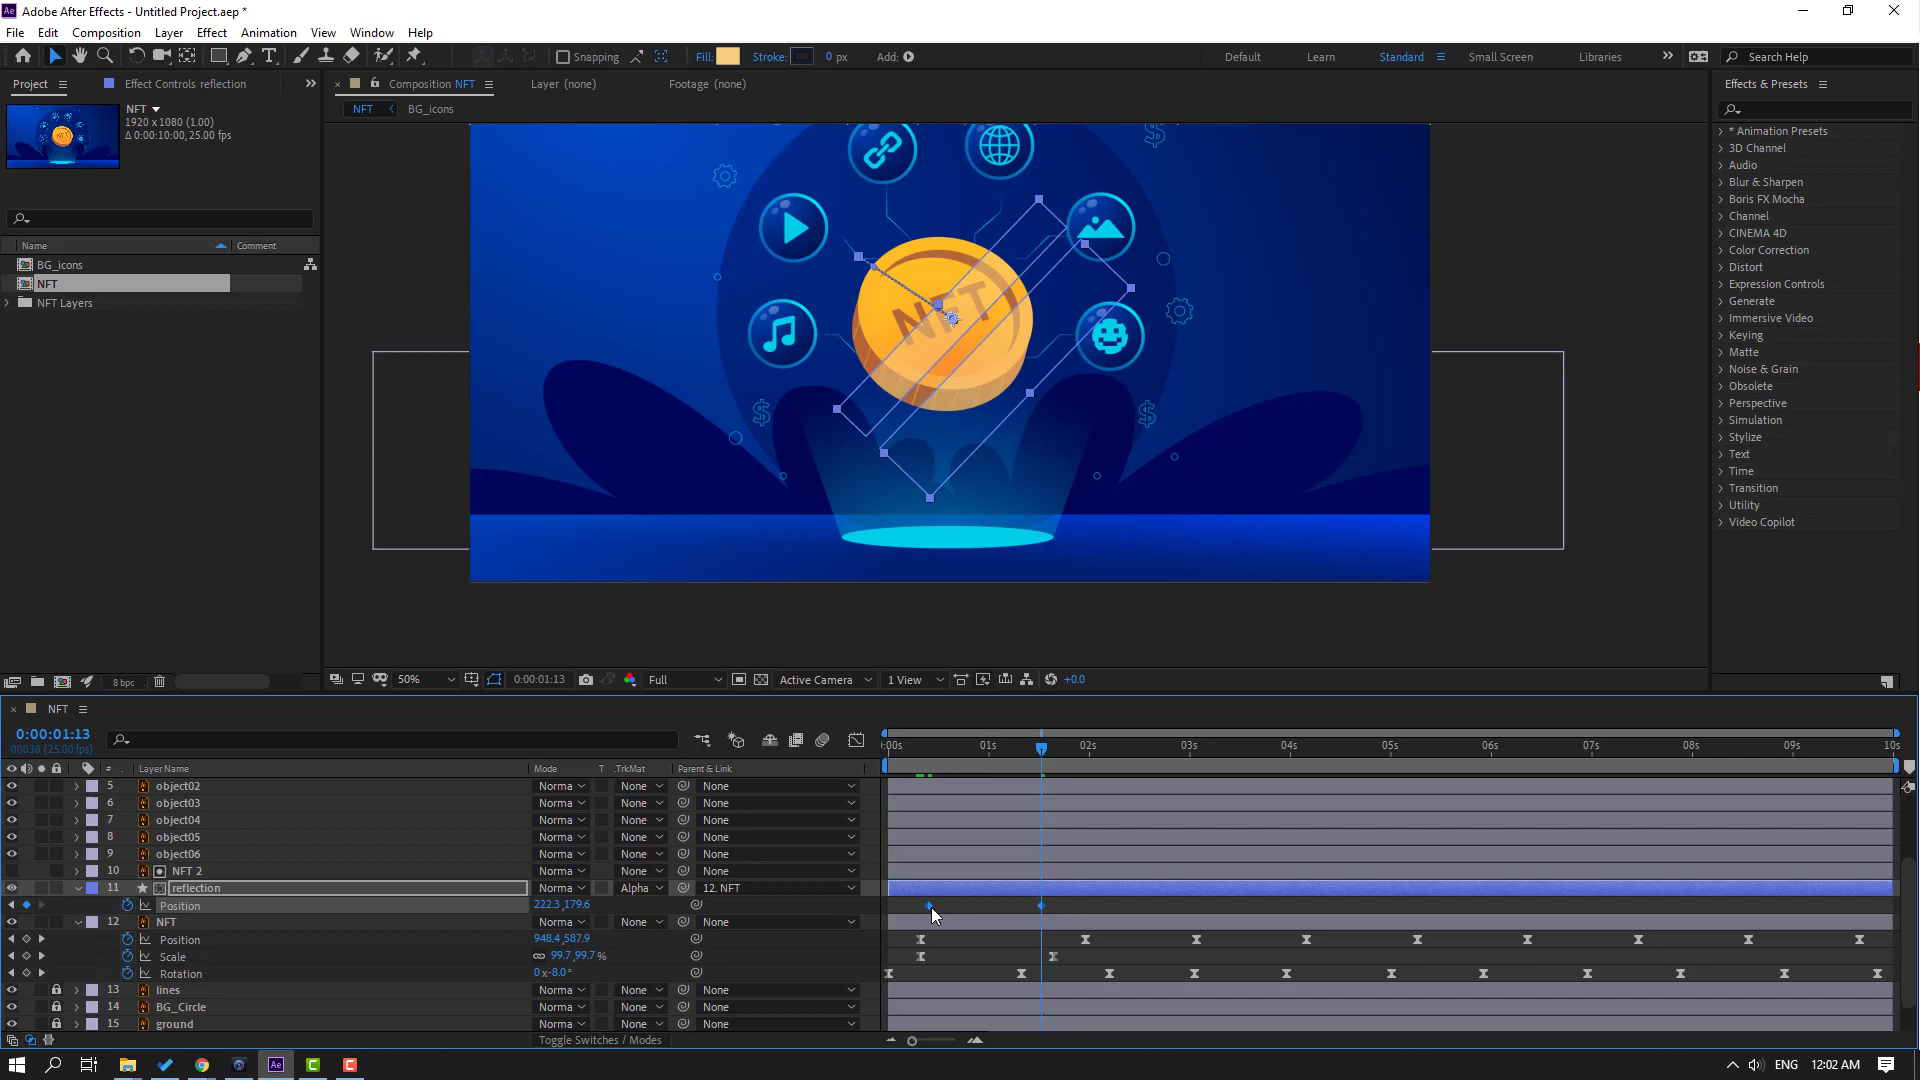 Adobe After Effects - Untitled Project.aep *
File Edit Composition Layer Effect Animation View Window Help
Snapping Fill: Stroke: 0 px Add: Default Learn Standard Small Screen Libraries Search Help
Project Effect Controls reflection Composition NFT Layer (none) Footage (none) Effects & Presets
NFT BG_icons
NFT
1920 x 1080 (1.00)
Δ 0:00:10:00, 25.00 fps
Name Comment
BG_icons
NFT
NFT Layers
NFT
* Animation Presets
3D Channel
Audio
Blur & Sharpen
Boris FX Mocha
Channel
CINEMA 4D
Color Correction
Distort
Expression Controls
Generate
Immersive Video
Keying
Matte
Noise & Grain
Obsolete
Perspective
Simulation
Stylize
Text
Time
Transition
Utility
Video Copilot
8 bpc 50% 0:00:01:13 Full Active Camera 1 View +0.0
NFT
0:00:01:13
00038 (25.00 fps)
:00s 01s 02s 03s 04s 05s 06s 07s 08s 09s 10s
# Layer Name Mode T .TrkMat Parent & Link
5 object02 Norma None None
6 object03 Norma None None
7 object04 Norma None None
8 object05 Norma None None
9 object06 Norma None None
10 NFT 2 Norma None None
11 reflection Norma Alpha 12. NFT
Position 222.3,179.6
12 NFT Norma None None
Position 948.4,587.9
Scale 99.7,99.7%
Rotation 0x-8.0°
13 lines Norma None None
14 BG_Circle Norma None None
15 ground Norma None None
Toggle Switches / Modes
Ae ENG 12:02 AM